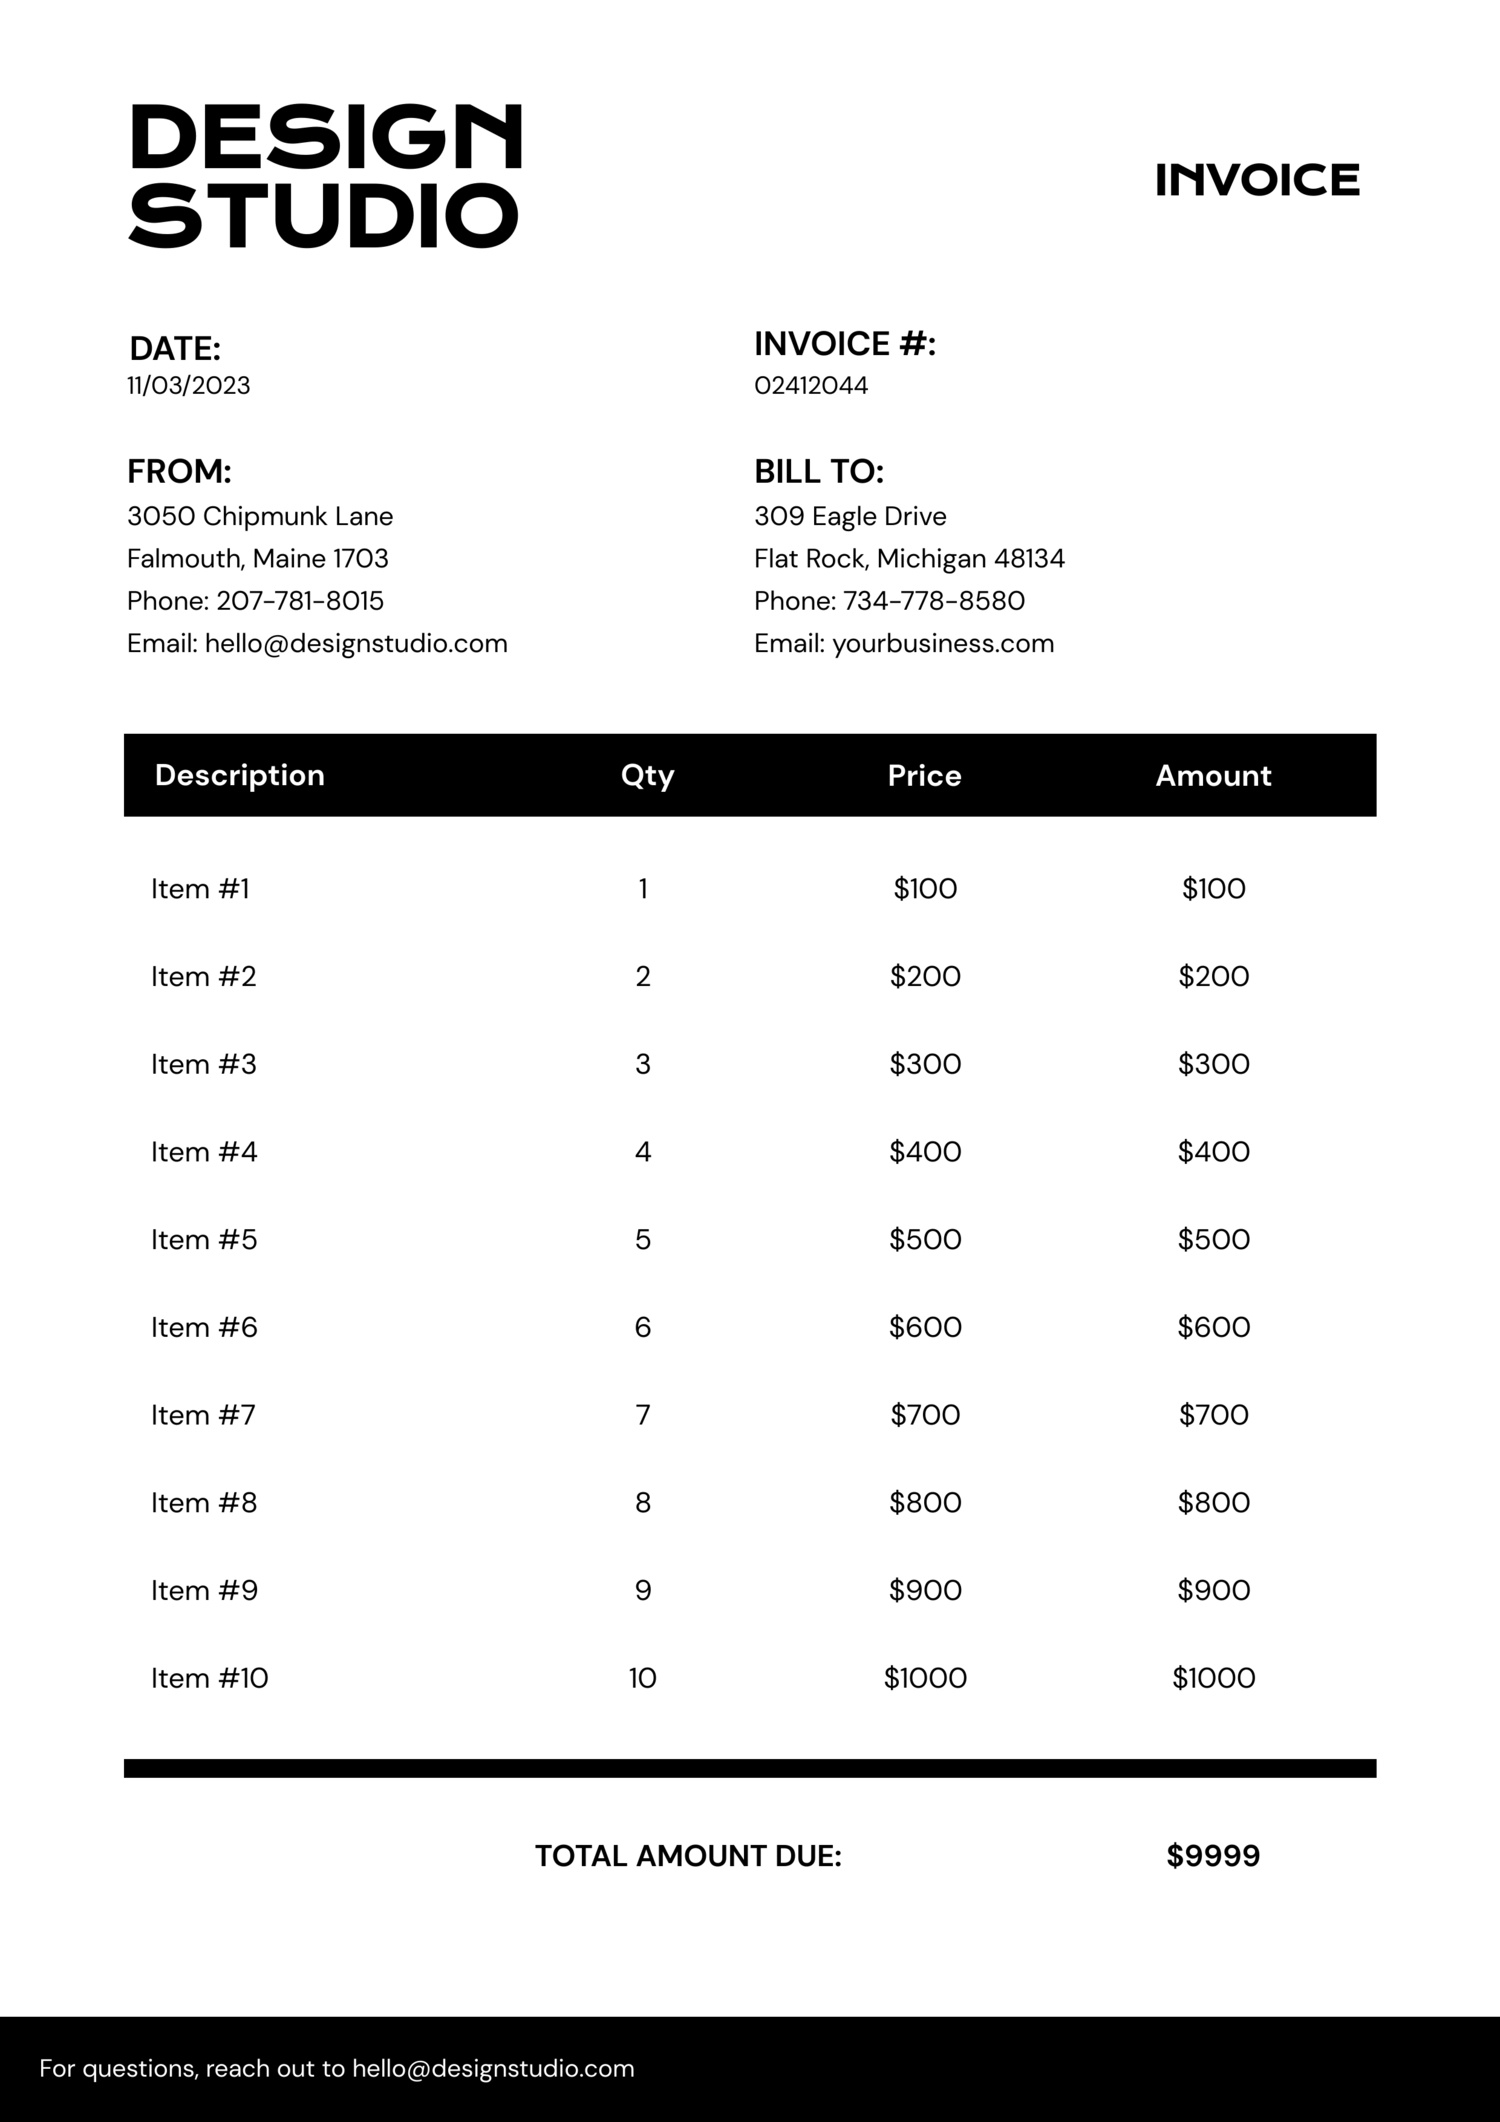 DESIGN
STUDIO
INVOICE
DATE:
11/03/2023
INVOICE #:
02412044
FROM:
3050 Chipmunk Lane
Falmouth, Maine 1703
Phone: 207-781-8015
Email: hello@designstudio.com
BILL TO:
309 Eagle Drive
Flat Rock, Michigan 48134
Phone: 734-778-8580
Email: yourbusiness.com
Description Qty Price Amount
Item #1 1 $100 $100
Item #2 2 $200 $200
Item #3 3 $300 $300
Item #4 4 $400 $400
Item #5 5 $500 $500
Item #6 6 $600 $600
Item #7 7 $700 $700
Item #8 8 $800 $800
Item #9 9 $900 $900
Item #10 10 $1000 $1000
TOTAL AMOUNT DUE: $9999
For questions, reach out to hello@designstudio.com